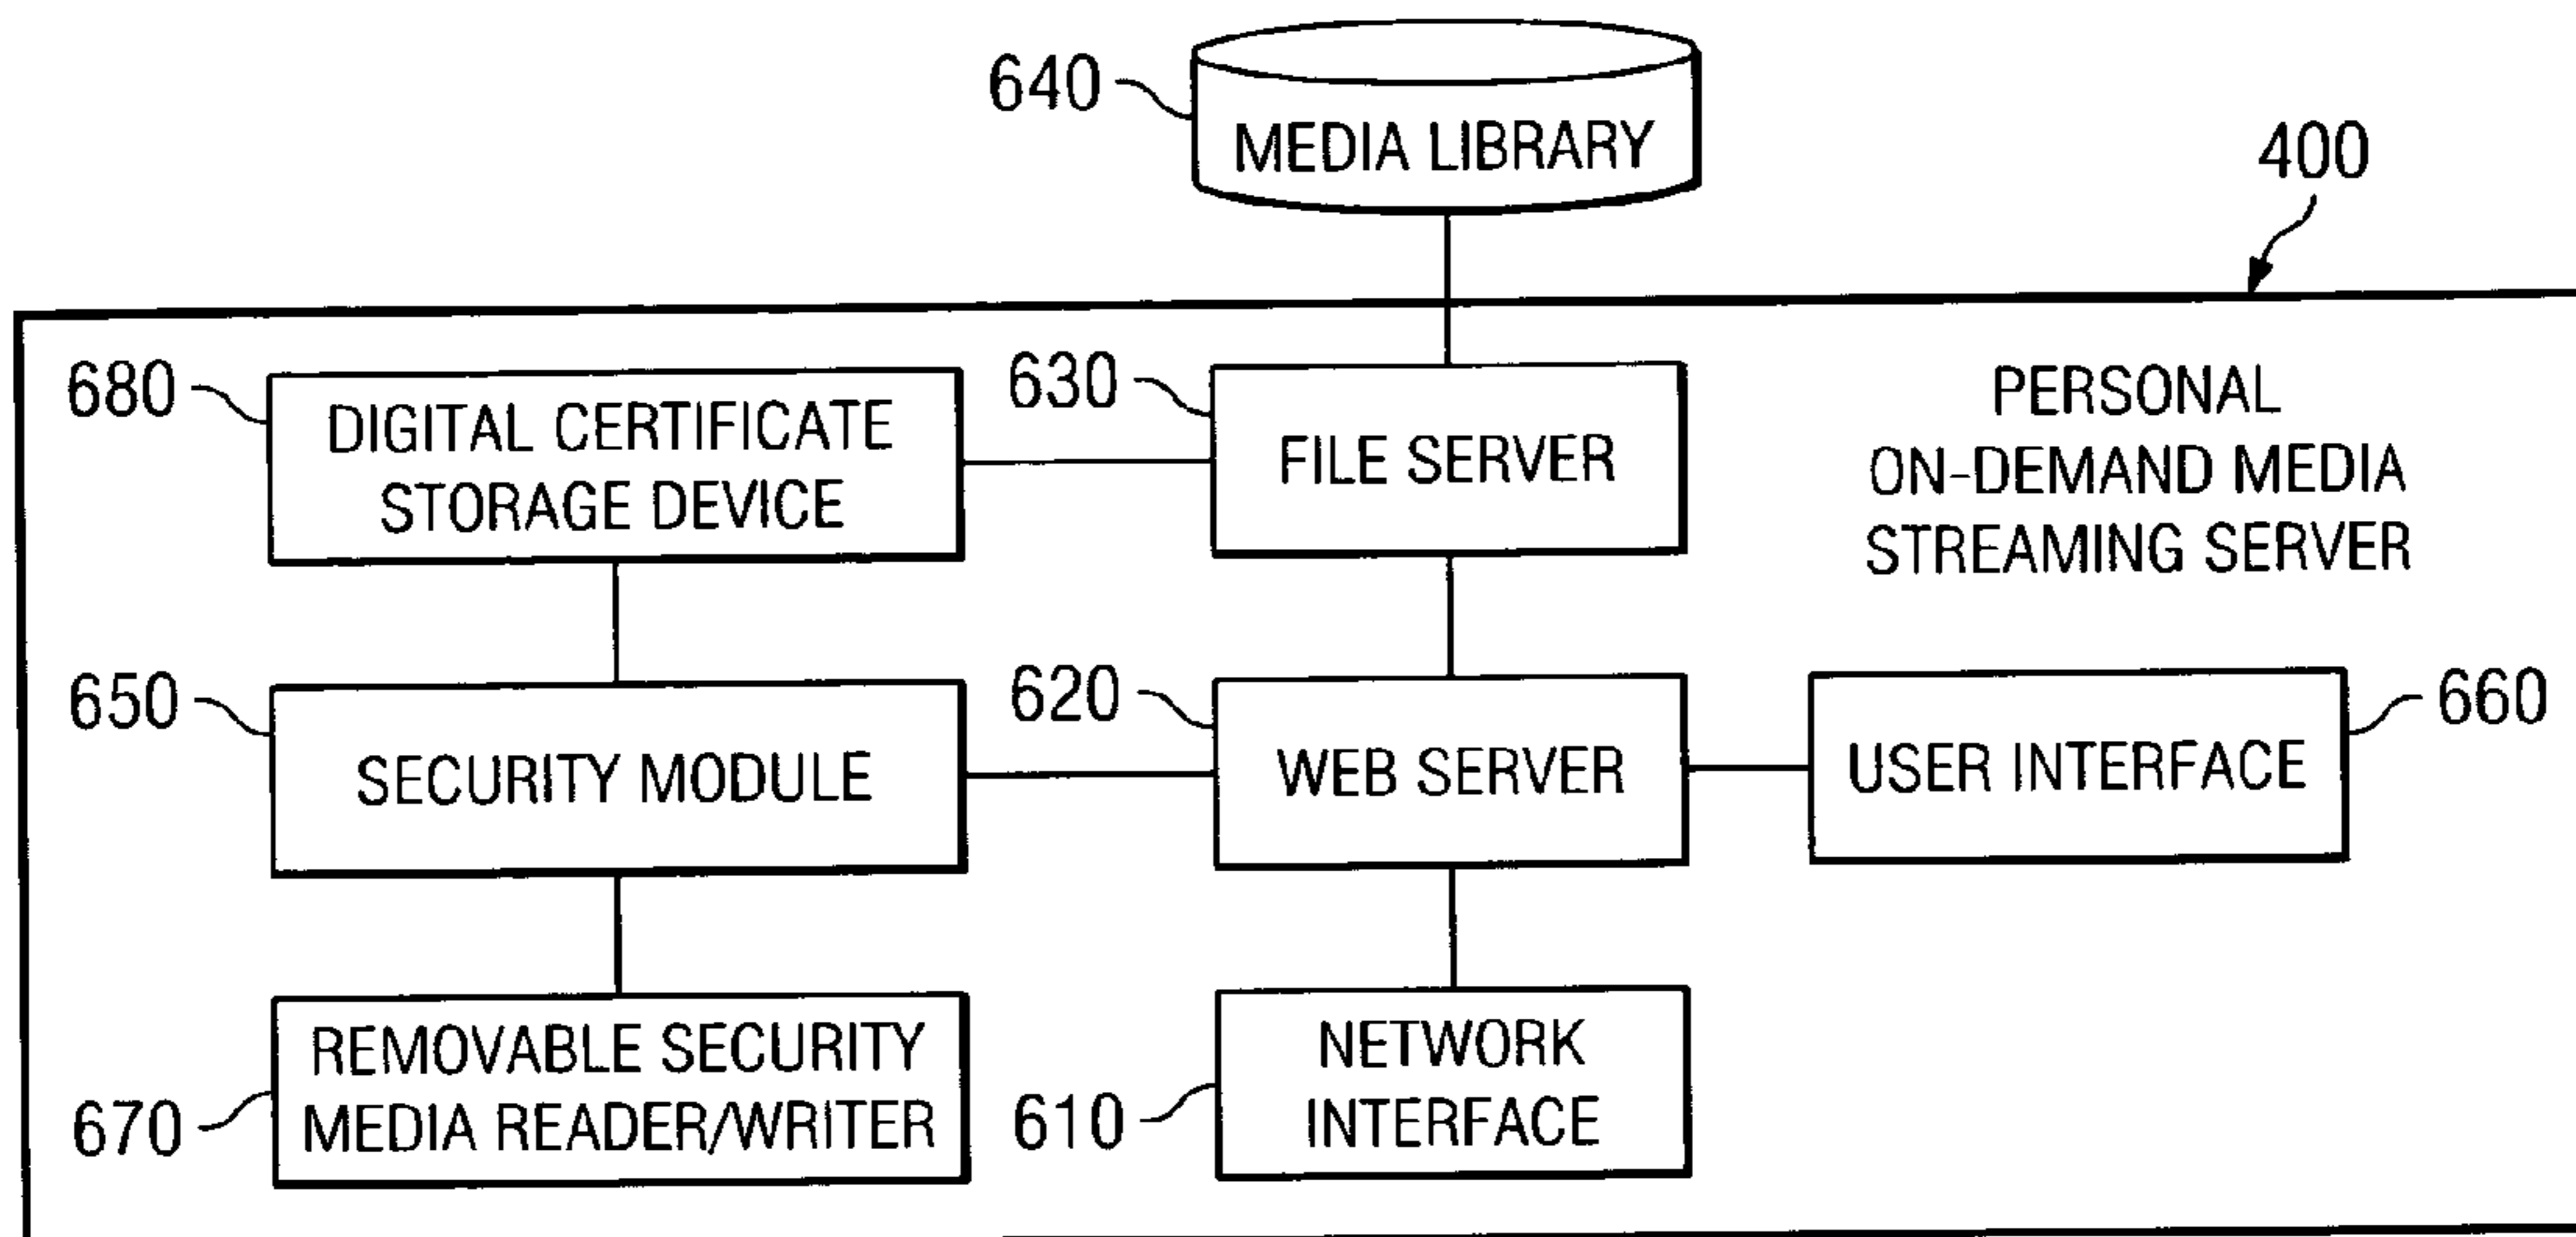 640
MEDIA LIBRARY
400
680
DIGITAL CERTIFICATE
STORAGE DEVICE
630
FILE SERVER
PERSONAL
ON-DEMAND MEDIA
STREAMING SERVER
650
SECURITY MODULE
620
WEB SERVER
USER INTERFACE
660
670
REMOVABLE SECURITY
MEDIA READER/WRITER
610
NETWORK
INTERFACE